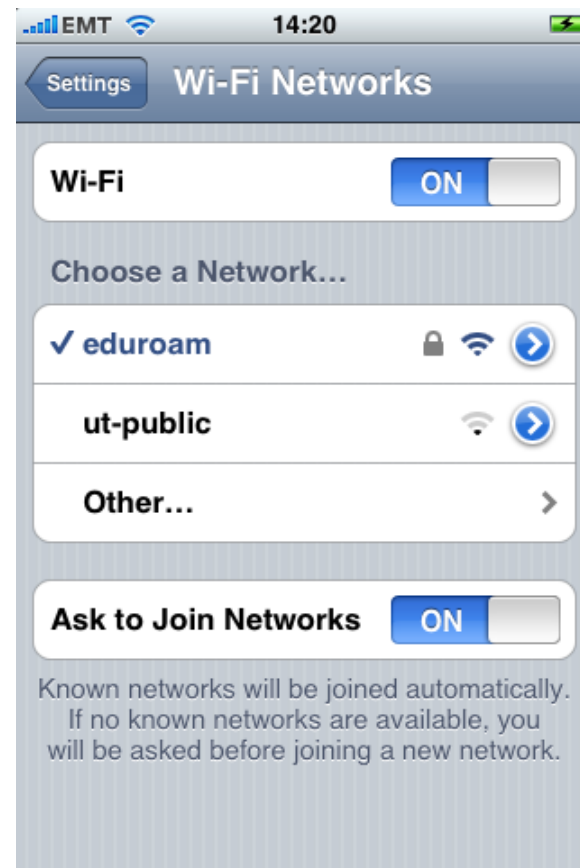 EMT 14:20
Settings Wi-Fi Networks
Wi-Fi ON
Choose a Network...
eduroam
ut-public
Other...
Ask to Join Networks ON
Known networks will be joined automatically.
If no known networks are available, you
will be asked before joining a new network.